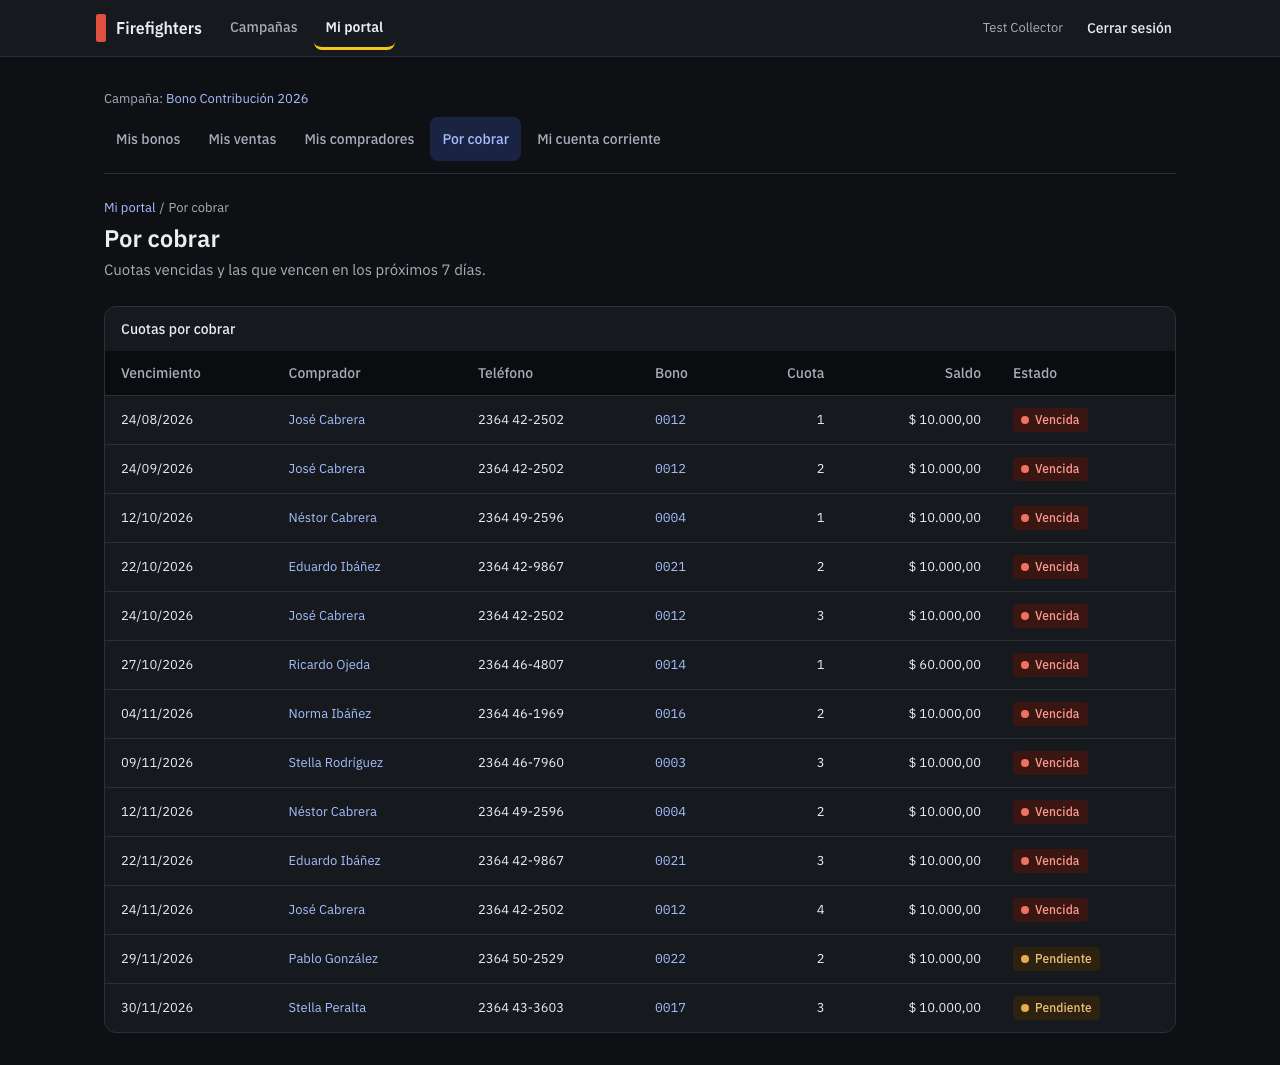 Firefighters Campañas Mi portal Test Collector Cerrar sesión
Campaña: Bono Contribución 2026
Mis bonos Mis ventas Mis compradores Por cobrar Mi cuenta corriente
Mi portal / Por cobrar
Por cobrar
Cuotas vencidas y las que vencen en los próximos 7 días.
Cuotas por cobrar
Vencimiento Comprador Teléfono Bono Cuota Saldo Estado
24/08/2026 José Cabrera 2364 42-2502 0012 1 $ 10.000,00 Vencida
24/09/2026 José Cabrera 2364 42-2502 0012 2 $ 10.000,00 Vencida
12/10/2026 Néstor Cabrera 2364 49-2596 0004 1 $ 10.000,00 Vencida
22/10/2026 Eduardo Ibáñez 2364 42-9867 0021 2 $ 10.000,00 Vencida
24/10/2026 José Cabrera 2364 42-2502 0012 3 $ 10.000,00 Vencida
27/10/2026 Ricardo Ojeda 2364 46-4807 0014 1 $ 60.000,00 Vencida
04/11/2026 Norma Ibáñez 2364 46-1969 0016 2 $ 10.000,00 Vencida
09/11/2026 Stella Rodríguez 2364 46-7960 0003 3 $ 10.000,00 Vencida
12/11/2026 Néstor Cabrera 2364 49-2596 0004 2 $ 10.000,00 Vencida
22/11/2026 Eduardo Ibáñez 2364 42-9867 0021 3 $ 10.000,00 Vencida
24/11/2026 José Cabrera 2364 42-2502 0012 4 $ 10.000,00 Vencida
29/11/2026 Pablo González 2364 50-2529 0022 2 $ 10.000,00 Pendiente
30/11/2026 Stella Peralta 2364 43-3603 0017 3 $ 10.000,00 Pendiente